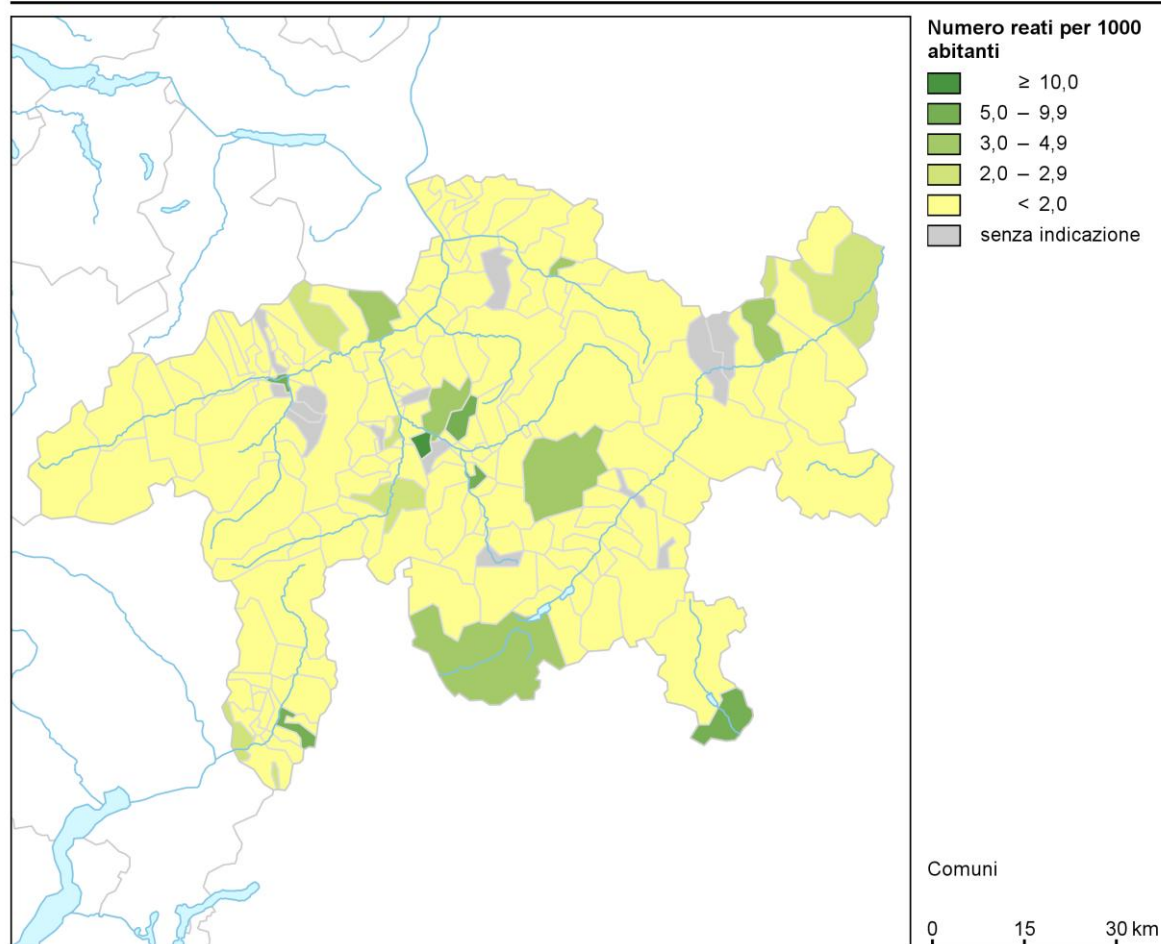 Numero reati per 1000
abitanti
≥ 10,0
5,0 – 9,9
3,0 – 4,9
2,0 – 2,9
< 2,0
senza indicazione
Comuni
0 15 30 km